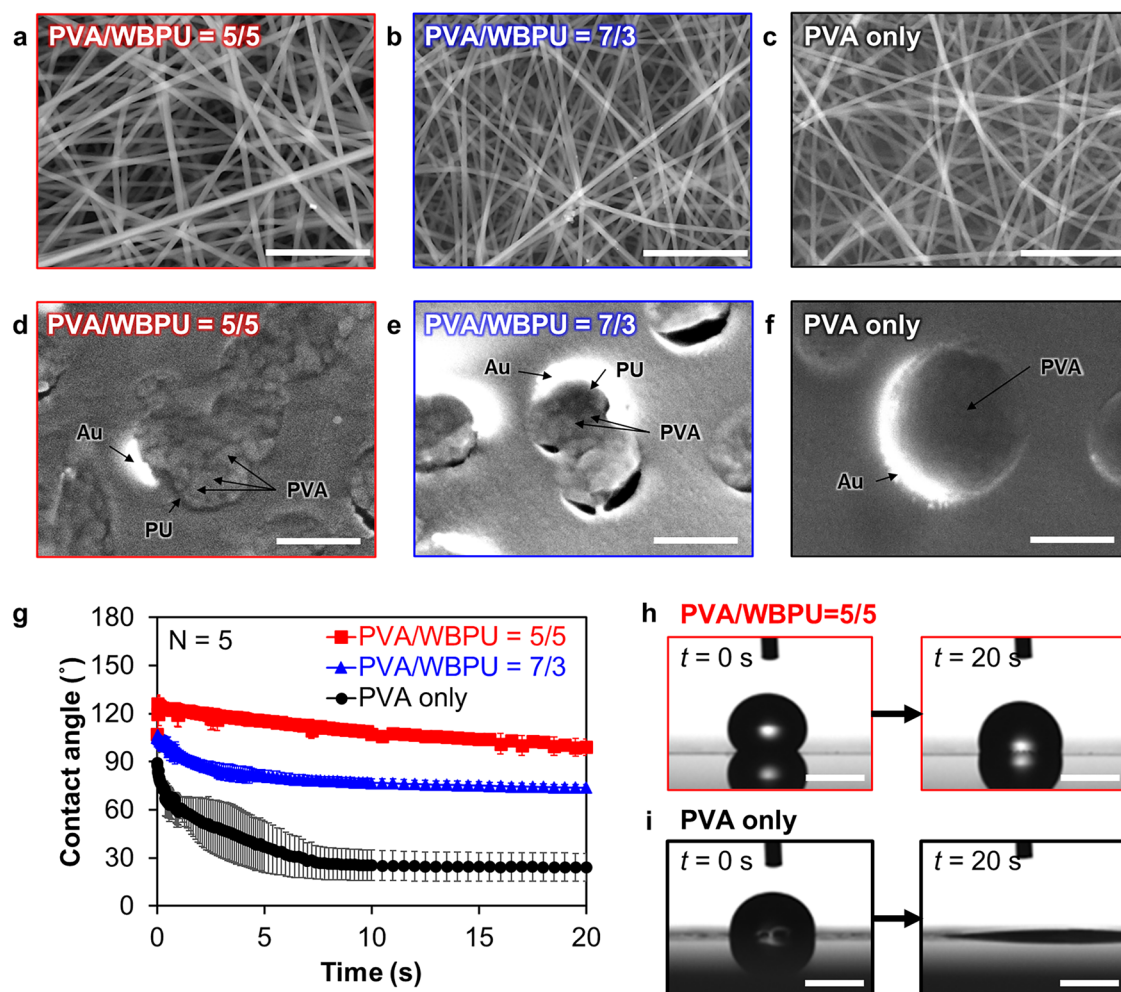 a PVA/WBPU = 5/5
b PVA/WBPU = 7/3
c PVA only
d PVA/WBPU = 5/5
Au
PU
PVA
e PVA/WBPU = 7/3
Au
PU
PVA
f PVA only
PVA
Au
g
N = 5
PVA/WBPU = 5/5
PVA/WBPU = 7/3
PVA only
Contact angle (˚)
150
120
90
60
30
0
0 5 10 15 20
Time (s)
h PVA/WBPU=5/5
t = 0 s
t = 20 s
i PVA only
t = 0 s
t = 20 s